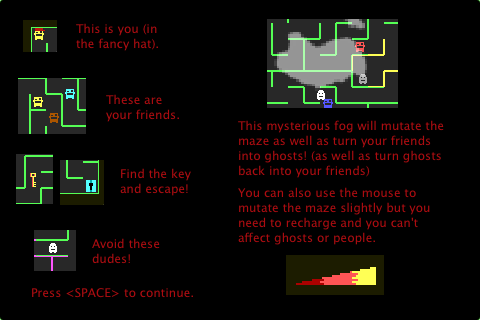 This is you (in
the fancy hat).
These are
your friends.
Find the key
and escape!
Avoid these
dudes!
Press <SPACE> to continue.
This mysterious fog will mutate the
maze as well as turn your friends
into ghosts! (as well as turn ghosts
back into your friends)
You can also use the mouse to
mutate the maze slightly but you
need to recharge and you can't
affect ghosts or people.